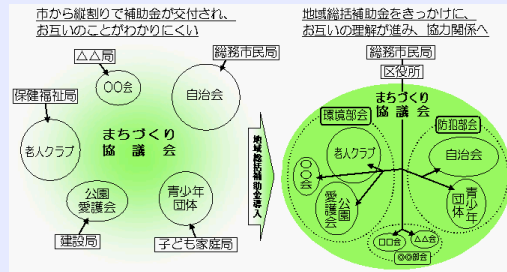 市から縦割りで補助金が交付され、
お互いのことがわかりにくい
△△局
〇〇会
総務市民局
自治会
保健福祉局
老人クラブ
まちづくり
協議会
公園
愛護会
青少年
団体
建設局
子ども家庭局
地域総括補助金導入
地域総括補助金をきっかけに、
お互いの理解が進み、協力関係へ
総務市民局
区役所
まちづくり
協議会
環境部会
防犯部会
〇〇会
老人クラブ
自治会
公園
愛護会
青少年
団体
〇〇会
△△会
◎◎部会